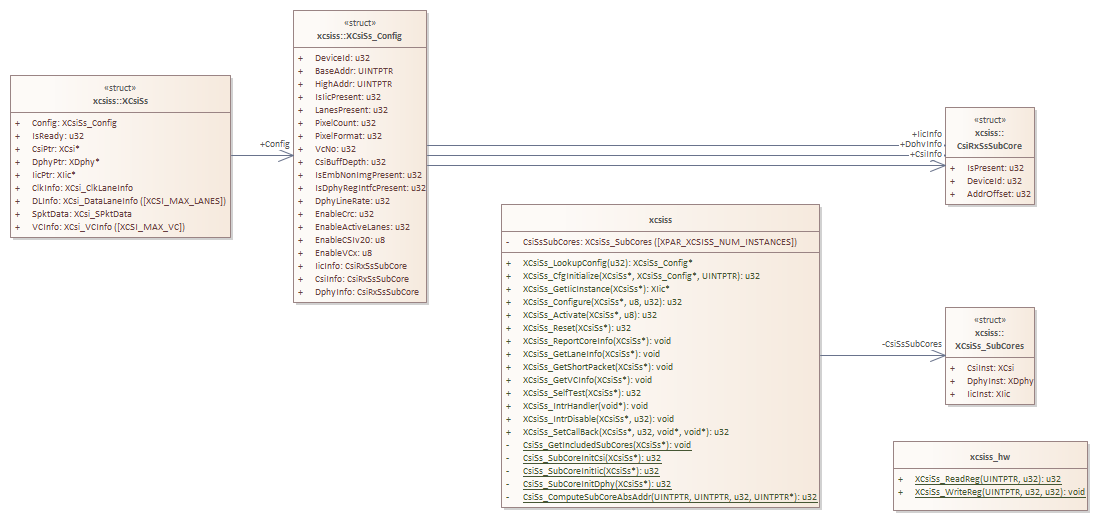 «struct»
xcsiss::XCsiSs
+ Config: XCsiSs_Config
+ IsReady: u32
+ CsiPtr: XCsi*
+ DphyPtr: XDphy*
+ IicPtr: XIic*
+ ClkInfo: XCsi_ClkLaneInfo
+ DLInfo: XCsi_DataLaneInfo ([XCSI_MAX_LANES])
+ SpktData: XCsi_SPktData
+ VCInfo: XCsi_VCInfo ([XCSI_MAX_VC])
+Config
«struct»
xcsiss::XCsiSs_Config
+ DeviceId: u32
+ BaseAddr: UINTPTR
+ HighAddr: UINTPTR
+ IsIicPresent: u32
+ LanesPresent: u32
+ PixelCount: u32
+ PixelFormat: u32
+ VcNo: u32
+ CsiBuffDepth: u32
+ IsEmbNonImgPresent: u32
+ IsDphyRegIntfcPresent: u32
+ DphyLineRate: u32
+ EnableCrc: u32
+ EnableActiveLanes: u32
+ EnableCSIv20: u8
+ EnableVCx: u8
+ IicInfo: CsiRxSsSubCore
+ CsiInfo: CsiRxSsSubCore
+ DphyInfo: CsiRxSsSubCore
+IicInfo
+DphyInfo
+CsiInfo
«struct»
xcsiss::
CsiRxSsSubCore
+ IsPresent: u32
+ DeviceId: u32
+ AddrOffset: u32
xcsiss
- CsiSsSubCores: XCsiSs_SubCores ([XPAR_XCSISS_NUM_INSTANCES])
+ XCsiSs_LookupConfig(u32): XCsiSs_Config*
+ XCsiSs_CfgInitialize(XCsiSs*, XCsiSs_Config*, UINTPTR): u32
+ XCsiSs_GetIicInstance(XCsiSs*): XIic*
+ XCsiSs_Configure(XCsiSs*, u8, u32): u32
+ XCsiSs_Activate(XCsiSs*, u8): u32
+ XCsiSs_Reset(XCsiSs*): u32
+ XCsiSs_ReportCoreInfo(XCsiSs*): void
+ XCsiSs_GetLaneInfo(XCsiSs*): void
+ XCsiSs_GetShortPacket(XCsiSs*): void
+ XCsiSs_GetVCInfo(XCsiSs*): void
+ XCsiSs_SelfTest(XCsiSs*): u32
+ XCsiSs_IntrHandler(void*): void
+ XCsiSs_IntrDisable(XCsiSs*, u32): void
+ XCsiSs_SetCallBack(XCsiSs*, u32, void*, void*): u32
- CsiSs_GetIncludedSubCores(XCsiSs*): void
- CsiSs_SubCoreInitCsi(XCsiSs*): u32
- CsiSs_SubCoreInitIic(XCsiSs*): u32
- CsiSs_SubCoreInitDphy(XCsiSs*): u32
- CsiSs_ComputeSubCoreAbsAddr(UINTPTR, UINTPTR, u32, UINTPTR*): u32
-CsiSsSubCores
«struct»
xcsiss::
XCsiSs_SubCores
+ CsiInst: XCsi
+ DphyInst: XDphy
+ IicInst: XIic
xcsiss_hw
+ XCsiSs_ReadReg(UINTPTR, u32): u32
+ XCsiSs_WriteReg(UINTPTR, u32, u32): void